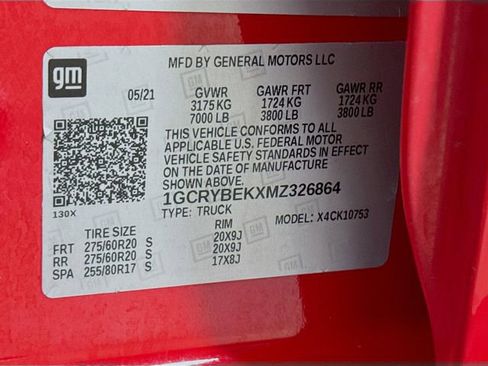 gm
MFD BY GENERAL MOTORS LLC
05/21 GVWR GAWR FRT GAWR RR
3175 KG 1724 KG 1724 KG
7000 LB 3800 LB 3800 LB
THIS VEHICLE CONFORMS TO ALL
APPLICABLE U.S. FEDERAL MOTOR
VEHICLE SAFETY STANDARDS IN EFFECT
ON THE DATE OF MANUFACTURE
SHOWN ABOVE.
1GCRYBEKXMZ326864
TYPE: TRUCK MODEL: X4CK10753
130X
TIRE SIZE RIM
FRT 275/60R20 S 20X9J
RR 275/60R20 S 20X9J
SPA 255/80R17 S 17X8J